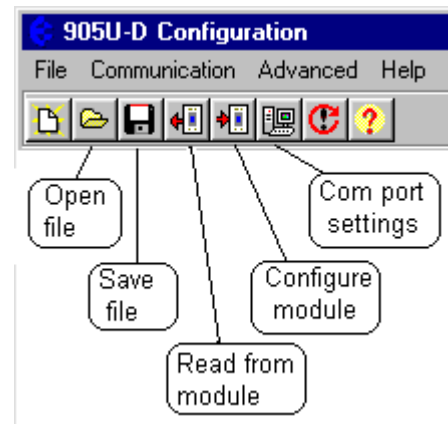 905U-D Configuration
File Communication Advanced Help
?
Open
file
Com port
settings
Save
file
Configure
module
Read from
module